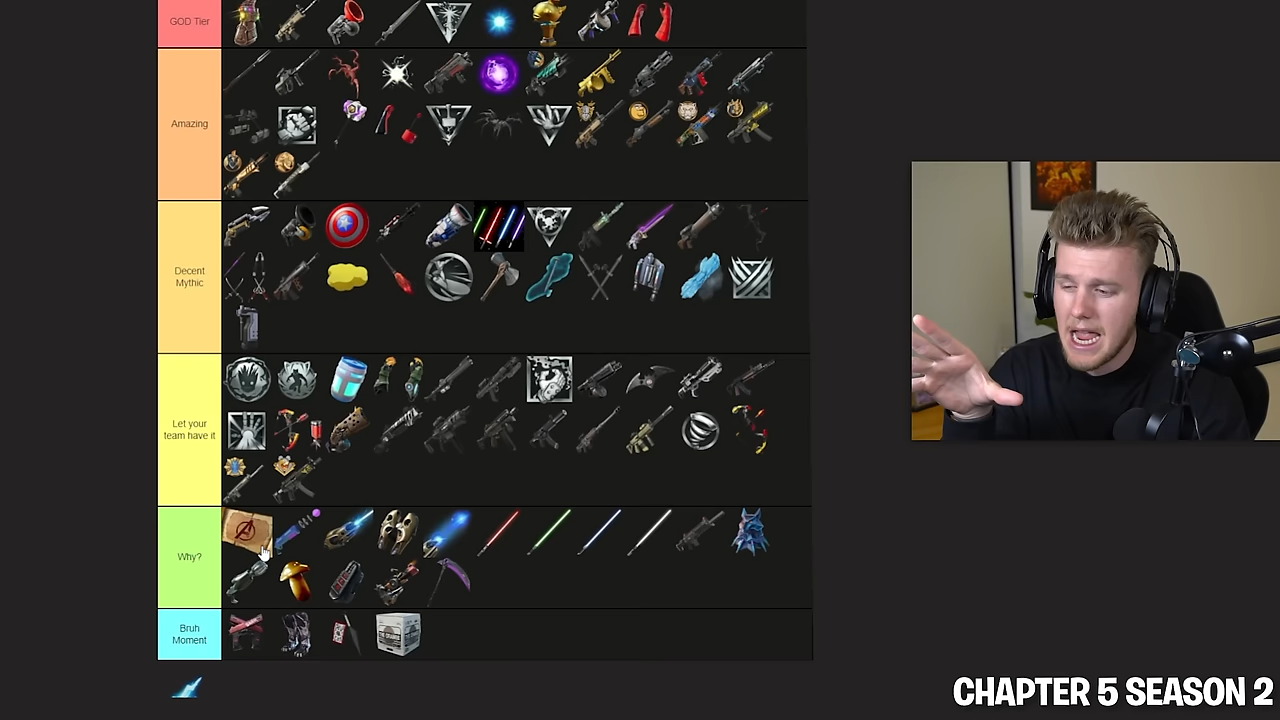 GOD Tier
Amazing
Decent
Mythic
Let your
team have it
Why?
Bruh
Moment
CHAPTER 5 SEASON 2